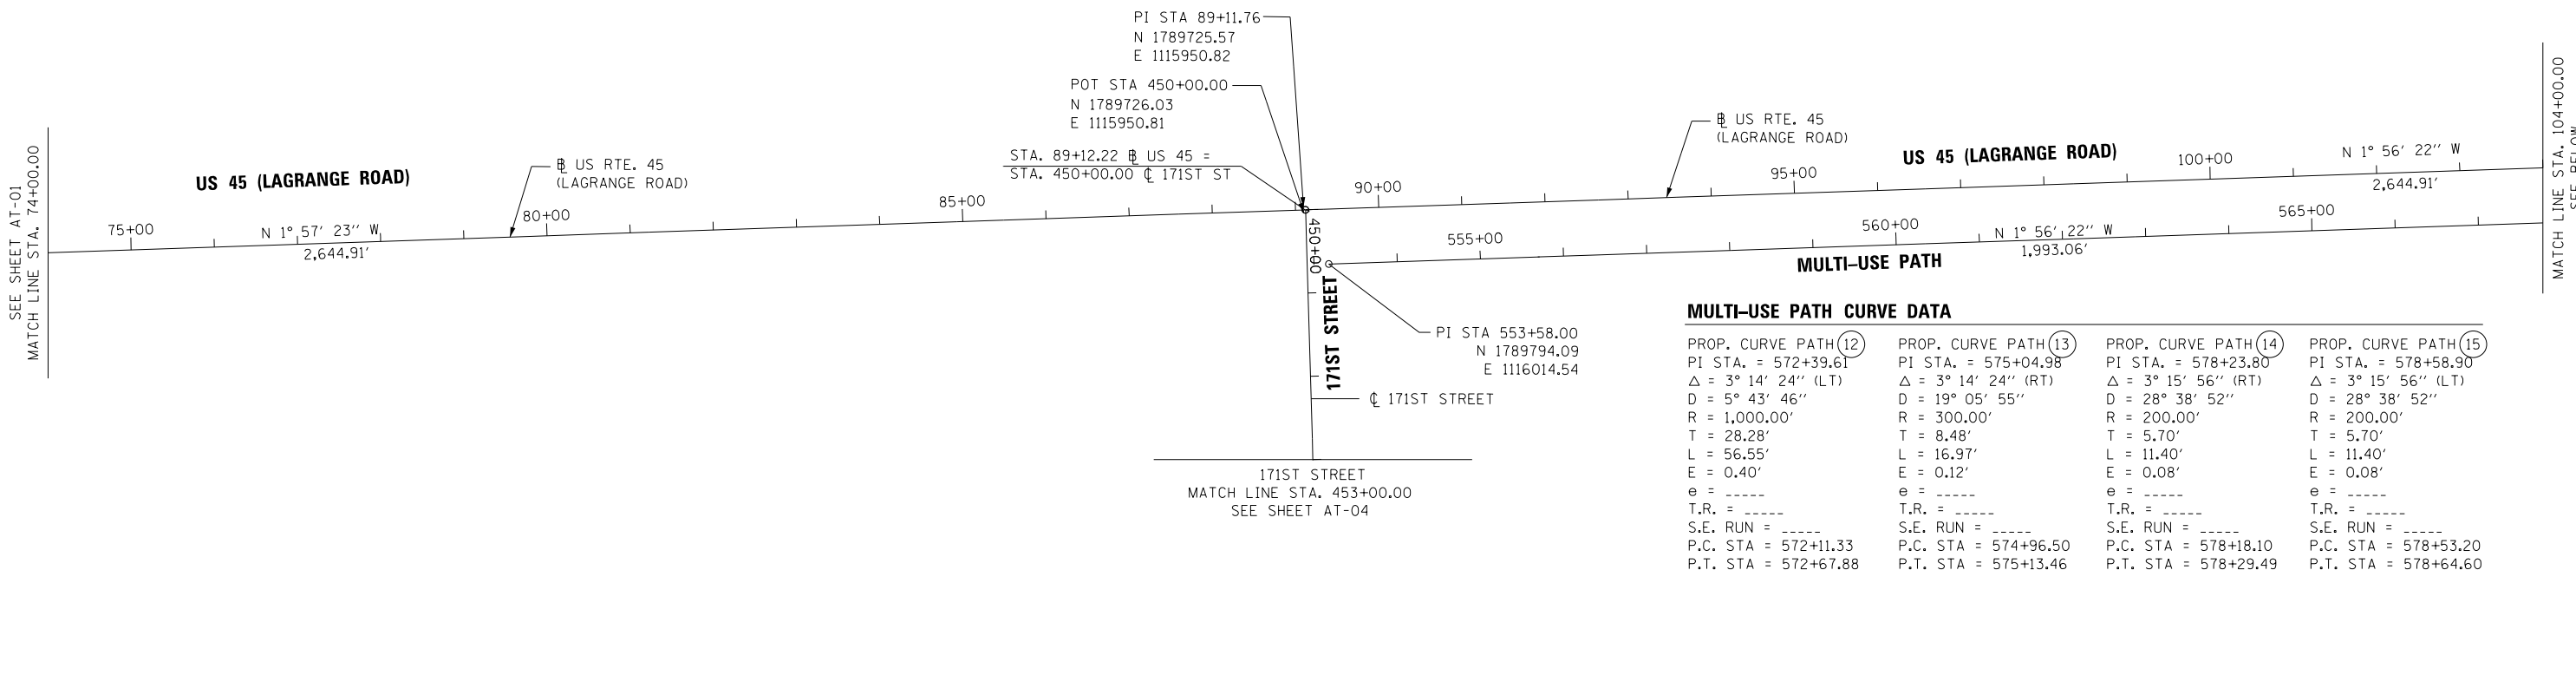 SEE SHEET AT-01
MATCH LINE STA. 74+00.00
75+00
US 45 (LAGRANGE ROAD)
N 1° 57' 23'' W
2,644.91'
80+00
℄ US RTE. 45
(LAGRANGE ROAD)
85+00
PI STA 89+11.76
N 1789725.57
E 1115950.82
POT STA 450+00.00
N 1789726.03
E 1115950.81
STA. 89+12.22 ℄ US 45 =
STA. 450+00.00 ℄ 171ST ST
90+00
℄ US RTE. 45
(LAGRANGE ROAD)
95+00
US 45 (LAGRANGE ROAD)
100+00
N 1° 56' 22'' W
2,644.91'
MATCH LINE STA. 104+00.00
SEE BELOW
450+00
171ST STREET
555+00
560+00
N 1° 56' 22'' W
1,993.06'
565+00
MULTI-USE PATH
PI STA 553+58.00
N 1789794.09
E 1116014.54
℄ 171ST STREET
171ST STREET
MATCH LINE STA. 453+00.00
SEE SHEET AT-04
MULTI-USE PATH CURVE DATA
PROP. CURVE PATH 12
PI STA. = 572+39.61
△ = 3° 14' 24'' (LT)
D = 5° 43' 46''
R = 1,000.00'
T = 28.28'
L = 56.55'
E = 0.40'
e = _____
T.R. = _____
S.E. RUN = _____
P.C. STA = 572+11.33
P.T. STA = 572+67.88
PROP. CURVE PATH 13
PI STA. = 575+04.98
△ = 3° 14' 24'' (RT)
D = 19° 05' 55''
R = 300.00'
T = 8.48'
L = 16.97'
E = 0.12'
e = _____
T.R. = _____
S.E. RUN = _____
P.C. STA = 574+96.50
P.T. STA = 575+13.46
PROP. CURVE PATH 14
PI STA. = 578+23.80
△ = 3° 15' 56'' (RT)
D = 28° 38' 52''
R = 200.00'
T = 5.70'
L = 11.40'
E = 0.08'
e = _____
T.R. = _____
S.E. RUN = _____
P.C. STA = 578+18.10
P.T. STA = 578+29.49
PROP. CURVE PATH 15
PI STA. = 578+58.90
△ = 3° 15' 56'' (LT)
D = 28° 38' 52''
R = 200.00'
T = 5.70'
L = 11.40'
E = 0.08'
e = _____
T.R. = _____
S.E. RUN = _____
P.C. STA = 578+53.20
P.T. STA = 578+64.60